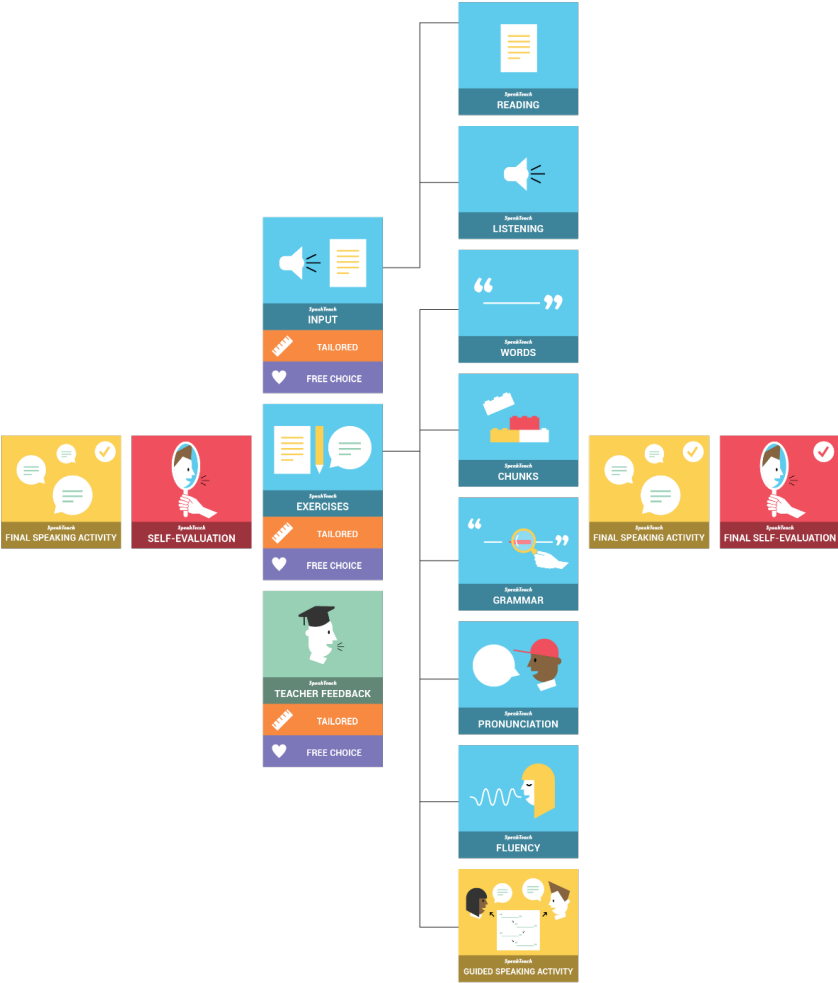 SpeakTeach
FINAL SPEAKING ACTIVITY
SpeakTeach
SELF-EVALUATION
SpeakTeach
INPUT
TAILORED
FREE CHOICE
SpeakTeach
EXERCISES
TAILORED
FREE CHOICE
SpeakTeach
TEACHER FEEDBACK
TAILORED
FREE CHOICE
SpeakTeach
READING
SpeakTeach
LISTENING
SpeakTeach
WORDS
SpeakTeach
CHUNKS
SpeakTeach
GRAMMAR
SpeakTeach
PRONUNCIATION
SpeakTeach
FLUENCY
SpeakTeach
GUIDED SPEAKING ACTIVITY
SpeakTeach
FINAL SPEAKING ACTIVITY
SpeakTeach
FINAL SELF-EVALUATION